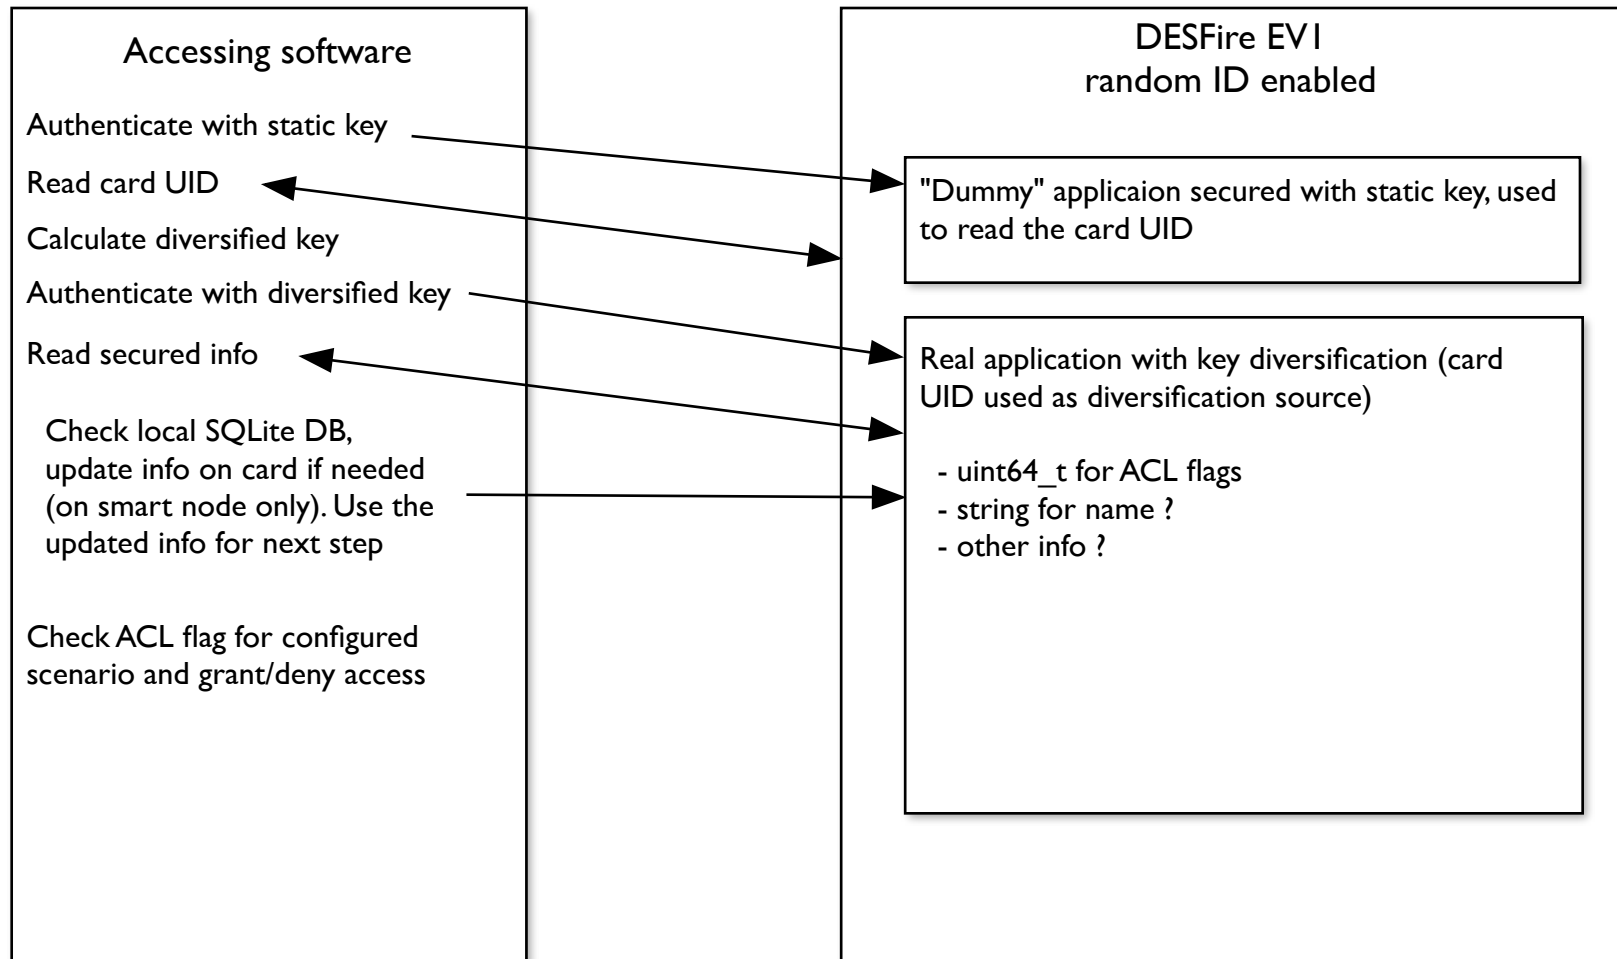 Accessing software
Authenticate with static key
Read card UID
Calculate diversified key
Authenticate with diversified key
Read secured info
Check local SQLite DB,
update info on card if needed
(on smart node only). Use the
updated info for next step
Check ACL flag for configured
scenario and grant/deny access
DESFire EV1
random ID enabled
"Dummy" applicaion secured with static key, used
to read the card UID
Real application with key diversification (card
UID used as diversification source)
- uint64_t for ACL flags
- string for name ?
- other info ?